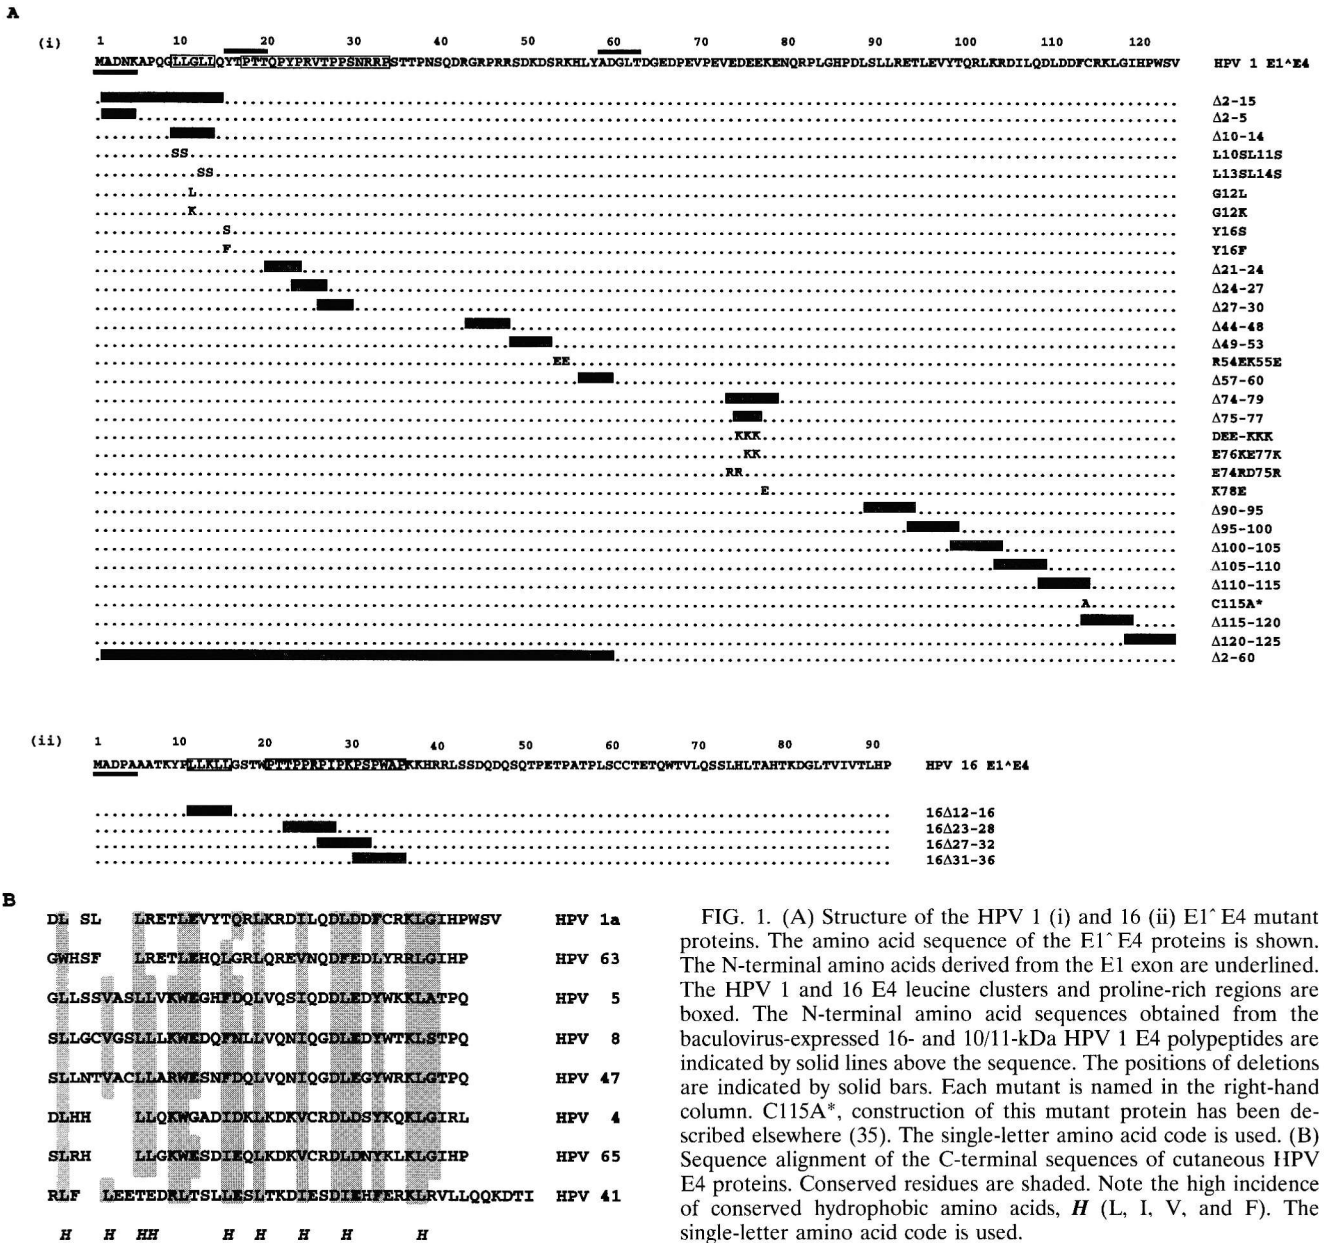 A
(i) 1 10 20 30 40 50 60 70 80 90 100 110 120
MADNKAPQGLLGLLQYTPTTQPYPRVTPPSNRRPSTTPNSQDRGRPRRSDKDSRKHLYADGLTDGEDPEVPEVEDEEKENQRPLGHPDLSLLRETLEVYTQRLKRDILQDLDDFCRKLGIHPWSV HPV 1 E1^E4
Δ2-15
Δ2-5
Δ10-14
SS L10SL11S
SS L13SL14S
L G12L
K G12K
S Y16S
F Y16F
Δ21-24
Δ24-27
Δ27-30
Δ44-48
Δ49-53
EE R54EK55E
Δ57-60
Δ74-79
Δ75-77
KKK DEE-KKK
KK E76KE77K
RR E74RD75R
E K78E
Δ90-95
Δ95-100
Δ100-105
Δ105-110
Δ110-115
A C115A*
Δ115-120
Δ120-125
Δ2-60
(ii) 1 10 20 30 40 50 60 70 80 90
MADPAAATKYPLLKLLGSTWPTTPPRPIPKPSPWAPKKHRRLSSDQDQSQTPETPATPLSCCTETQWTVLQSSLHLTAHTKDGLTVIVTLHP HPV 16 E1^E4
16Δ12-16
16Δ23-28
16Δ27-32
16Δ31-36
B
DL SL LRETLEVYTQRLKRDILQDLDDFCRKLGIHPWSV HPV 1a
GWHSF LRETLEHQLGRLQREVNQDFEDLYRRLGIHP HPV 63
GLLSSVASLLVKWEGHFDQLVQSIQDDLEDYWKKLATPQ HPV 5
SLLGCVGSLLLKWEDQFNLLVQNIQGDLEDYWTKLSTPQ HPV 8
SLLNTVACLLARWESNFDQLVQNIQGDLEGYWRKLGTPQ HPV 47
DLHH LLQKWGADIDKLKDKVCRDLDSYKQKLGIRL HPV 4
SLRH LLGKWESDIEQLKDKVCRDLDNYKLKLGIHP HPV 65
RLF LEETEDRLTSLLESLTKDIESDIEHFERKLRVLLQQKDTI HPV 41
H H HH H H H H H
FIG. 1. (A) Structure of the HPV 1 (i) and 16 (ii) E1^E4 mutant
proteins. The amino acid sequence of the E1^E4 proteins is shown.
The N-terminal amino acids derived from the E1 exon are underlined.
The HPV 1 and 16 E4 leucine clusters and proline-rich regions are
boxed. The N-terminal amino acid sequences obtained from the
baculovirus-expressed 16- and 10/11-kDa HPV 1 E4 polypeptides are
indicated by solid lines above the sequence. The positions of deletions
are indicated by solid bars. Each mutant is named in the right-hand
column. C115A*, construction of this mutant protein has been de-
scribed elsewhere (35). The single-letter amino acid code is used. (B)
Sequence alignment of the C-terminal sequences of cutaneous HPV
E4 proteins. Conserved residues are shaded. Note the high incidence
of conserved hydrophobic amino acids, H (L, I, V, and F). The
single-letter amino acid code is used.